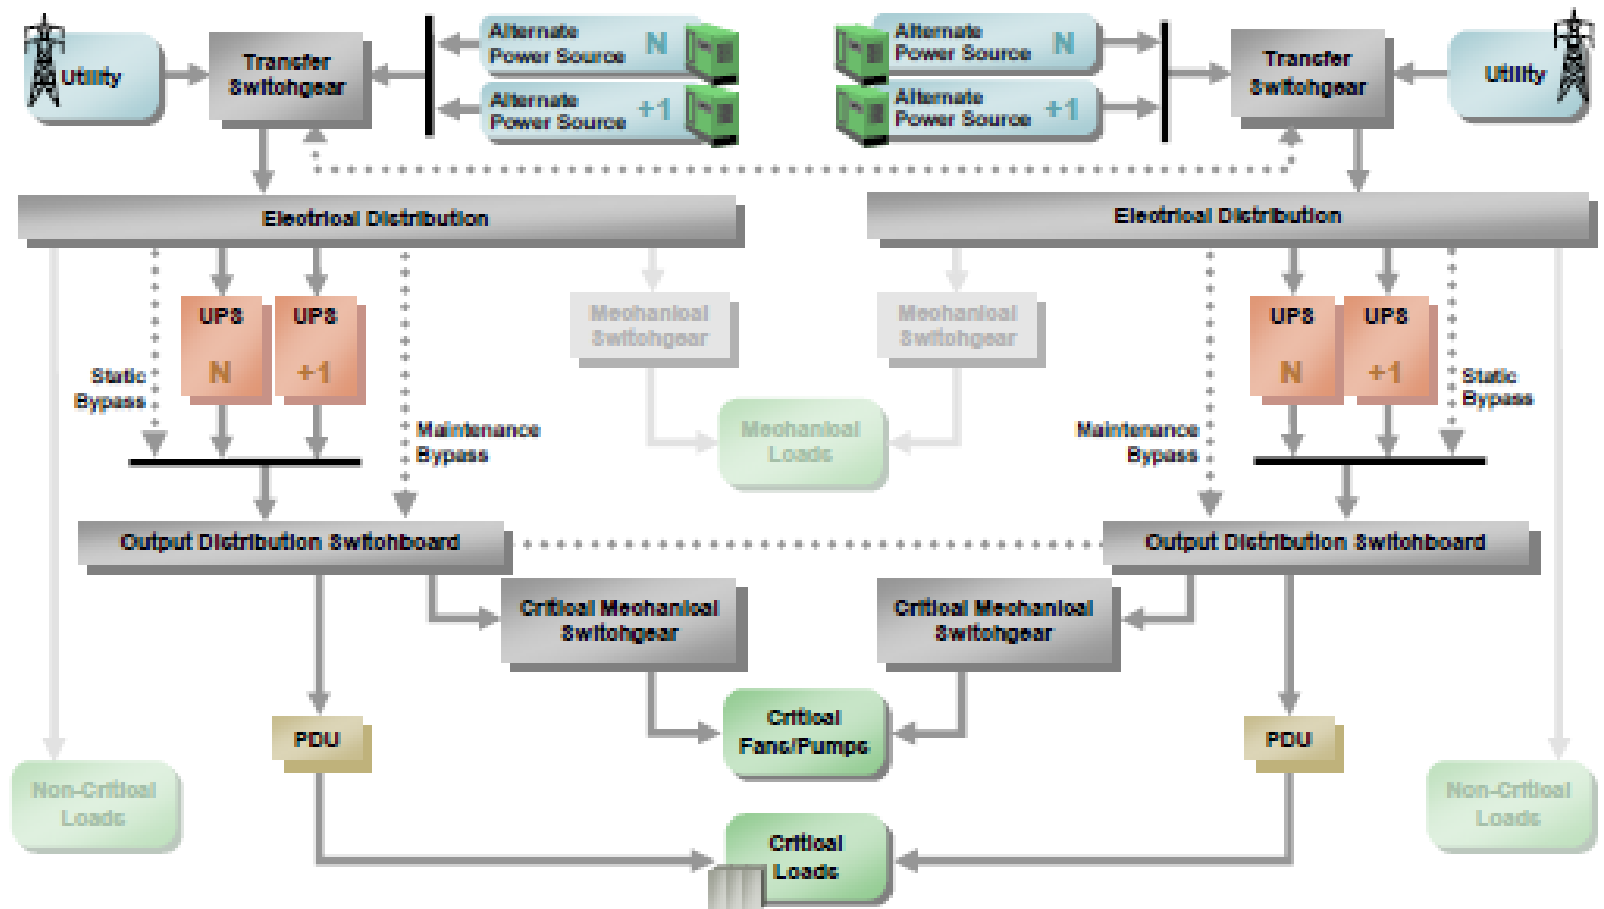 Utility
Transfer
Switchgear
Alternate
Power Source N
Alternate
Power Source +1
Alternate
Power Source N
Alternate
Power Source +1
Transfer
Switchgear
Utility
Electrical Distribution
Electrical Distribution
UPS
N
UPS
+1
Static
Bypass
Maintenance
Bypass
Mechanical
Switchgear
Mechanical
Switchgear
Mechanical
Loads
UPS
N
UPS
+1
Maintenance
Bypass
Static
Bypass
Output Distribution Switchboard
Output Distribution Switchboard
Critical Mechanical
Switchgear
Critical Mechanical
Switchgear
Critical
Fans/Pumps
PDU
PDU
Non-Critical
Loads
Non-Critical
Loads
Critical
Loads